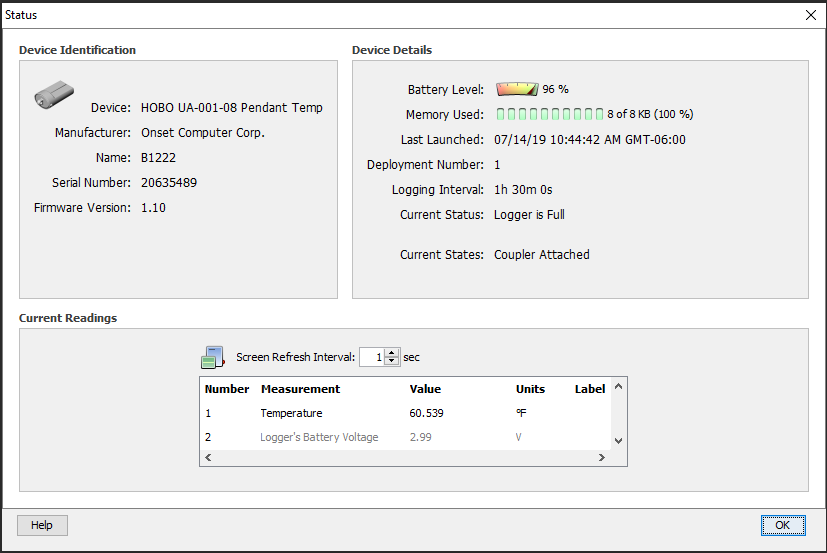 Status
Device Identification
Device: HOBO UA-001-08 Pendant Temp
Manufacturer: Onset Computer Corp.
Name: B1222
Serial Number: 20635489
Firmware Version: 1.10
Device Details
Battery Level: 96 %
Memory Used: 8 of 8 KB (100 %)
Last Launched: 07/14/19 10:44:42 AM GMT-06:00
Deployment Number: 1
Logging Interval: 1h 30m 0s
Current Status: Logger is Full
Current States: Coupler Attached
Current Readings
Screen Refresh Interval: 1 sec
Number Measurement Value Units Label
1 Temperature 60.539 °F
2 Logger's Battery Voltage 2.99 V
Help OK